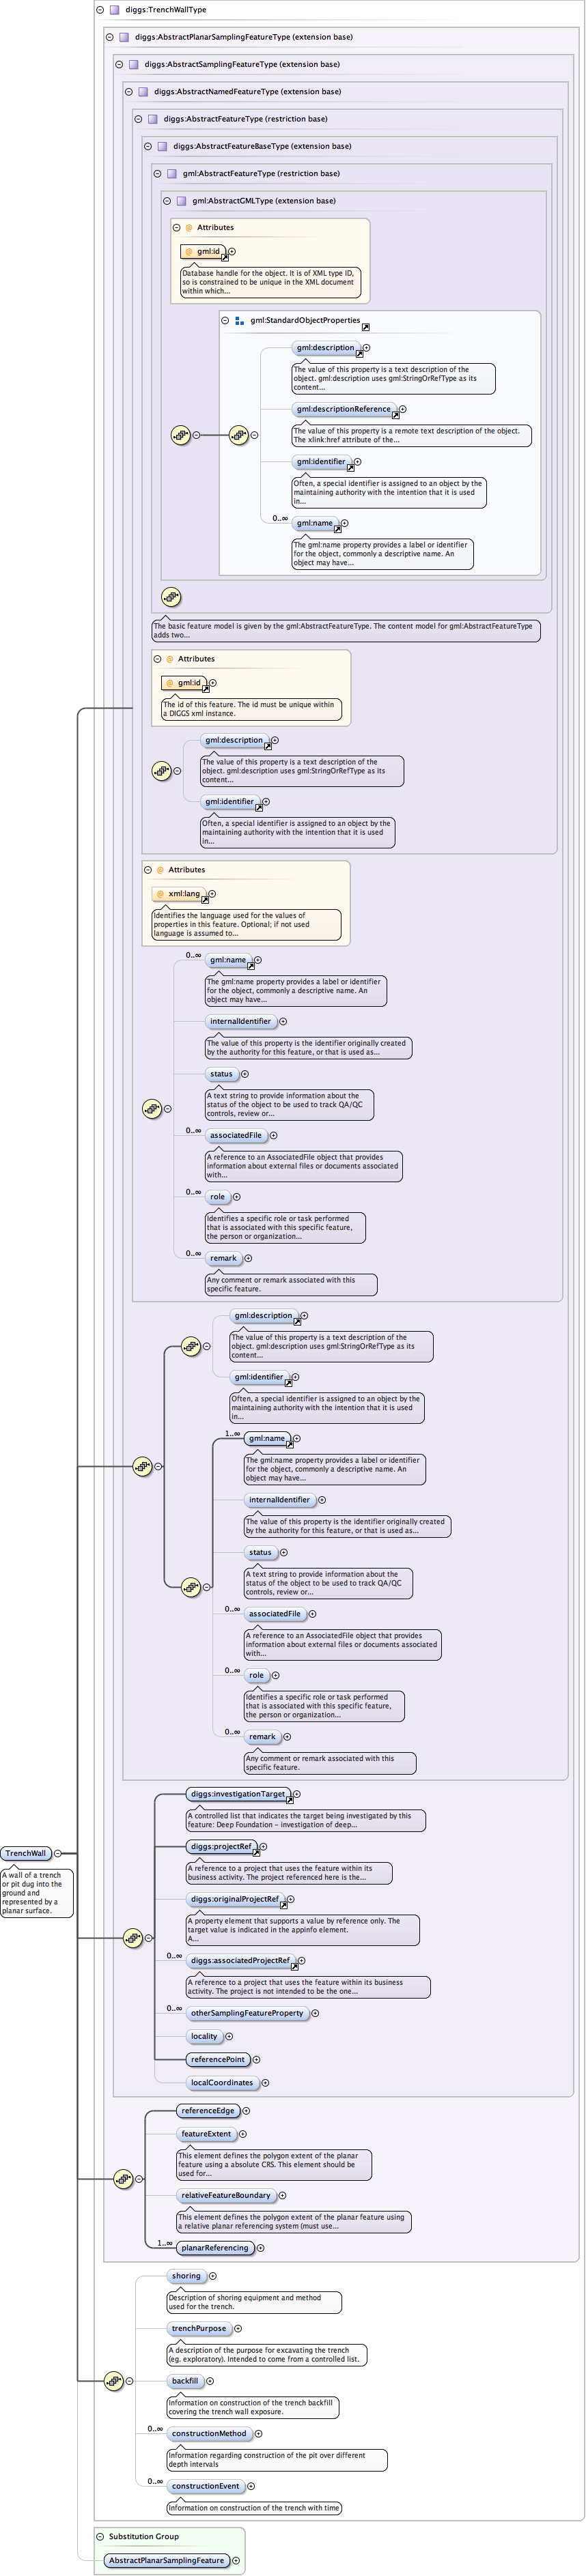 diggs:TrenchWallType
diggs:AbstractPlanarSamplingFeatureType (extension base)
diggs:AbstractSamplingFeatureType (extension base)
diggs:AbstractNamedFeatureType (extension base)
diggs:AbstractFeatureType (restriction base)
diggs:AbstractFeatureBaseType (extension base)
gml:AbstractFeatureType (restriction base)
gml:AbstractGMLType (extension base)
@ Attributes
@ gml:id
Database handle for the object. It is of XML type ID,
so is constrained to be unique in the XML document
within which...
gml:StandardObjectProperties
gml:description
The value of this property is a text description of the
object. gml:description uses gml:StringOrRefType as its
content...
gml:descriptionReference
The value of this property is a remote text description of the object.
The xlink:href attribute of the...
gml:identifier
Often, a special identifier is assigned to an object by the
maintaining authority with the intention that it is used
in...
0..∞
gml:name
The gml:name property provides a label or identifier
for the object, commonly a descriptive name. An
object may have...
The basic feature model is given by the gml:AbstractFeatureType. The content model for gml:AbstractFeatureType
adds two...
@ Attributes
@ gml:id
The id of this feature. The id must be unique within
a DIGGS xml instance.
gml:description
The value of this property is a text description of the
object. gml:description uses gml:StringOrRefType as its
content...
gml:identifier
Often, a special identifier is assigned to an object by the
maintaining authority with the intention that it is used
in...
@ Attributes
@ xml:lang
Identifies the language used for the values of
properties in this feature. Optional; if not used
language is assumed to...
0..∞
gml:name
The gml:name property provides a label or identifier
for the object, commonly a descriptive name. An
object may have...
internalIdentifier
The value of this property is the identifier originally created
by the authority for this feature, or that is used as...
status
A text string to provide information about the
status of the object to be used to track QA/QC
controls, review or...
0..∞
associatedFile
A reference to an AssociatedFile object that provides
information about external files or documents associated
with...
0..∞
role
Identifies a specific role or task performed
that is associated with this specific feature,
the person or organization...
0..∞
remark
Any comment or remark associated with this
specific feature.
gml:description
The value of this property is a text description of the
object. gml:description uses gml:StringOrRefType as its
content...
gml:identifier
Often, a special identifier is assigned to an object by the
maintaining authority with the intention that it is used
in...
1..∞
gml:name
The gml:name property provides a label or identifier
for the object, commonly a descriptive name. An
object may have...
internalIdentifier
The value of this property is the identifier originally created
by the authority for this feature, or that is used as...
status
A text string to provide information about the
status of the object to be used to track QA/QC
controls, review or...
0..∞
associatedFile
A reference to an AssociatedFile object that provides
information about external files or documents associated
with...
0..∞
role
Identifies a specific role or task performed
that is associated with this specific feature,
the person or organization...
0..∞
remark
Any comment or remark associated with this
specific feature.
diggs:investigationTarget
A controlled list that indicates the target being investigated by this
feature: Deep Foundation - investigation of deep...
diggs:projectRef
A reference to a project that uses the feature within its
business activity. The project referenced here is the...
diggs:originalProjectRef
A property element that supports a value by reference only. The
target value is indicated in the appinfo element.
A...
0..∞
diggs:associatedProjectRef
A reference to a project that uses the feature within its business
activity. The project is not intended to be the one...
0..∞
otherSamplingFeatureProperty
locality
referencePoint
localCoordinates
TrenchWall
A wall of a trench
or pit dug into the
ground and
represented by a
planar surface.
referenceEdge
featureExtent
This element defines the polygon extent of the planar
feature using a absolute CRS. This element should be
used for...
relativeFeatureBoundary
This element defines the polygon extent of the planar feature using
a relative planar referencing system (must use...
1..∞
planarReferencing
shoring
Description of shoring equipment and method
used for the trench.
trenchPurpose
A description of the purpose for excavating the trench
(eg. exploratory). Intended to come from a controlled list.
backfill
Information on construction of the trench backfill
covering the trench wall exposure.
0..∞
constructionMethod
Information regarding construction of the pit over different
depth intervals
0..∞
constructionEvent
Information on construction of the trench with time
Substitution Group
AbstractPlanarSamplingFeature